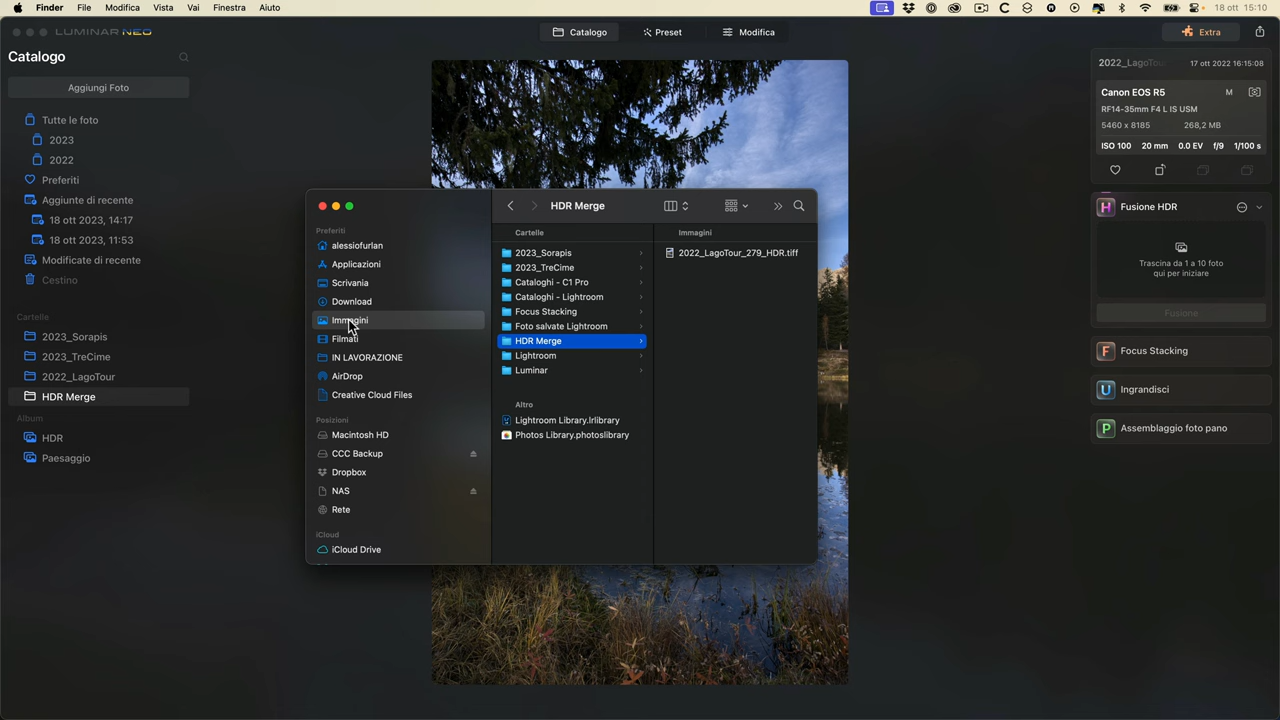 Finder File Modifica Vista Vai Finestra Aiuto 18 ott 15:10
LUMINAR NEO Catalogo Preset Modifica Extra
Catalogo
Aggiungi Foto
Tutte le foto
2023
2022
Preferiti
Aggiunte di recente
18 ott 2023, 14:17
18 ott 2023, 11:53
Modificate di recente
Cestino
Cartelle
2023_Sorapis
2023_TreCime
2022_LagoTour
HDR Merge
Album
HDR
Paesaggio
HDR Merge
Preferiti
alessiofurlan
Applicazioni
Scrivania
Download
Immagini
Filmati
IN LAVORAZIONE
AirDrop
Creative Cloud Files
Posizioni
Macintosh HD
CCC Backup
Dropbox
NAS
Rete
iCloud
iCloud Drive
Cartelle
2023_Sorapis
2023_TreCime
Cataloghi - C1 Pro
Cataloghi - Lightroom
Focus Stacking
Foto salvate Lightroom
HDR Merge
Lightroom
Luminar
Altro
Lightroom Library.lrlibrary
Photos Library.photoslibrary
Immagini
2022_LagoTour_279_HDR.tiff
2022_LagoTour 17 ott 2022 16:15:08
Canon EOS R5 M
RF14-35mm F4 L IS USM
5460 x 8185 268,2 MB
ISO 100 20 mm 0.0 EV f/9 1/100 s
H Fusione HDR
Trascina da 1 a 10 foto
qui per iniziare
Fusione
F Focus Stacking
U Ingrandisci
P Assemblaggio foto pano